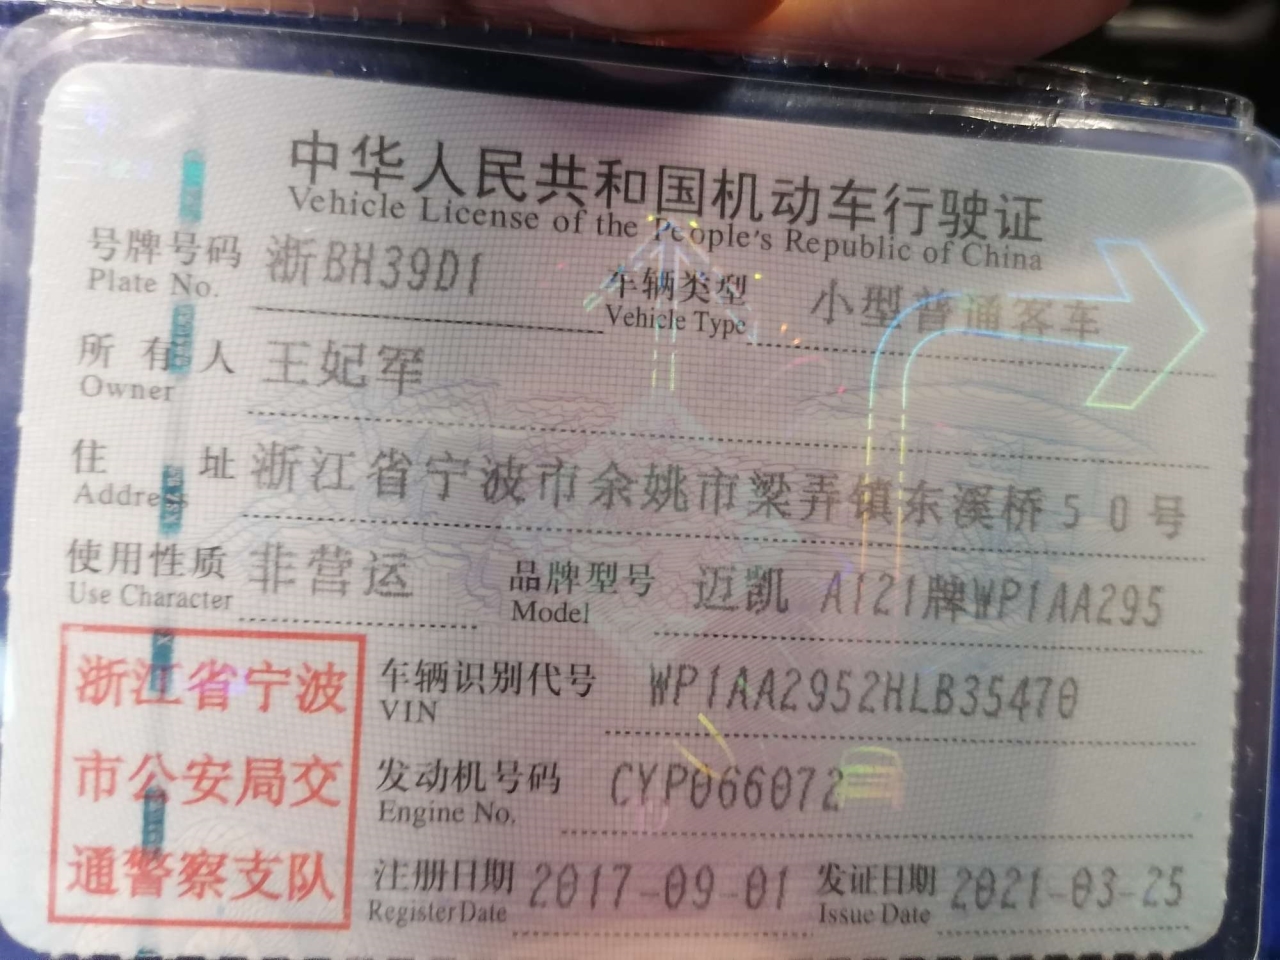 中华人民共和国机动车行驶证
Vehicle License of the People's Republic of China
号牌号码 浙BH39D1 车辆类型 小型普通客车
Plate No. Vehicle Type
所有人 王妃军
Owner
住址 浙江省宁波市余姚市梁弄镇东溪桥50号
Address
使用性质 非营运 品牌型号 迈凯 A121牌WP1AA295
Use Character Model
浙江省宁波
市公安局交
通警察支队
车辆识别代号 WP1AA2952HLB35470
VIN
发动机号码 CYP066072
Engine No.
注册日期 2017-09-01 发证日期 2021-03-25
Register Date Issue Date